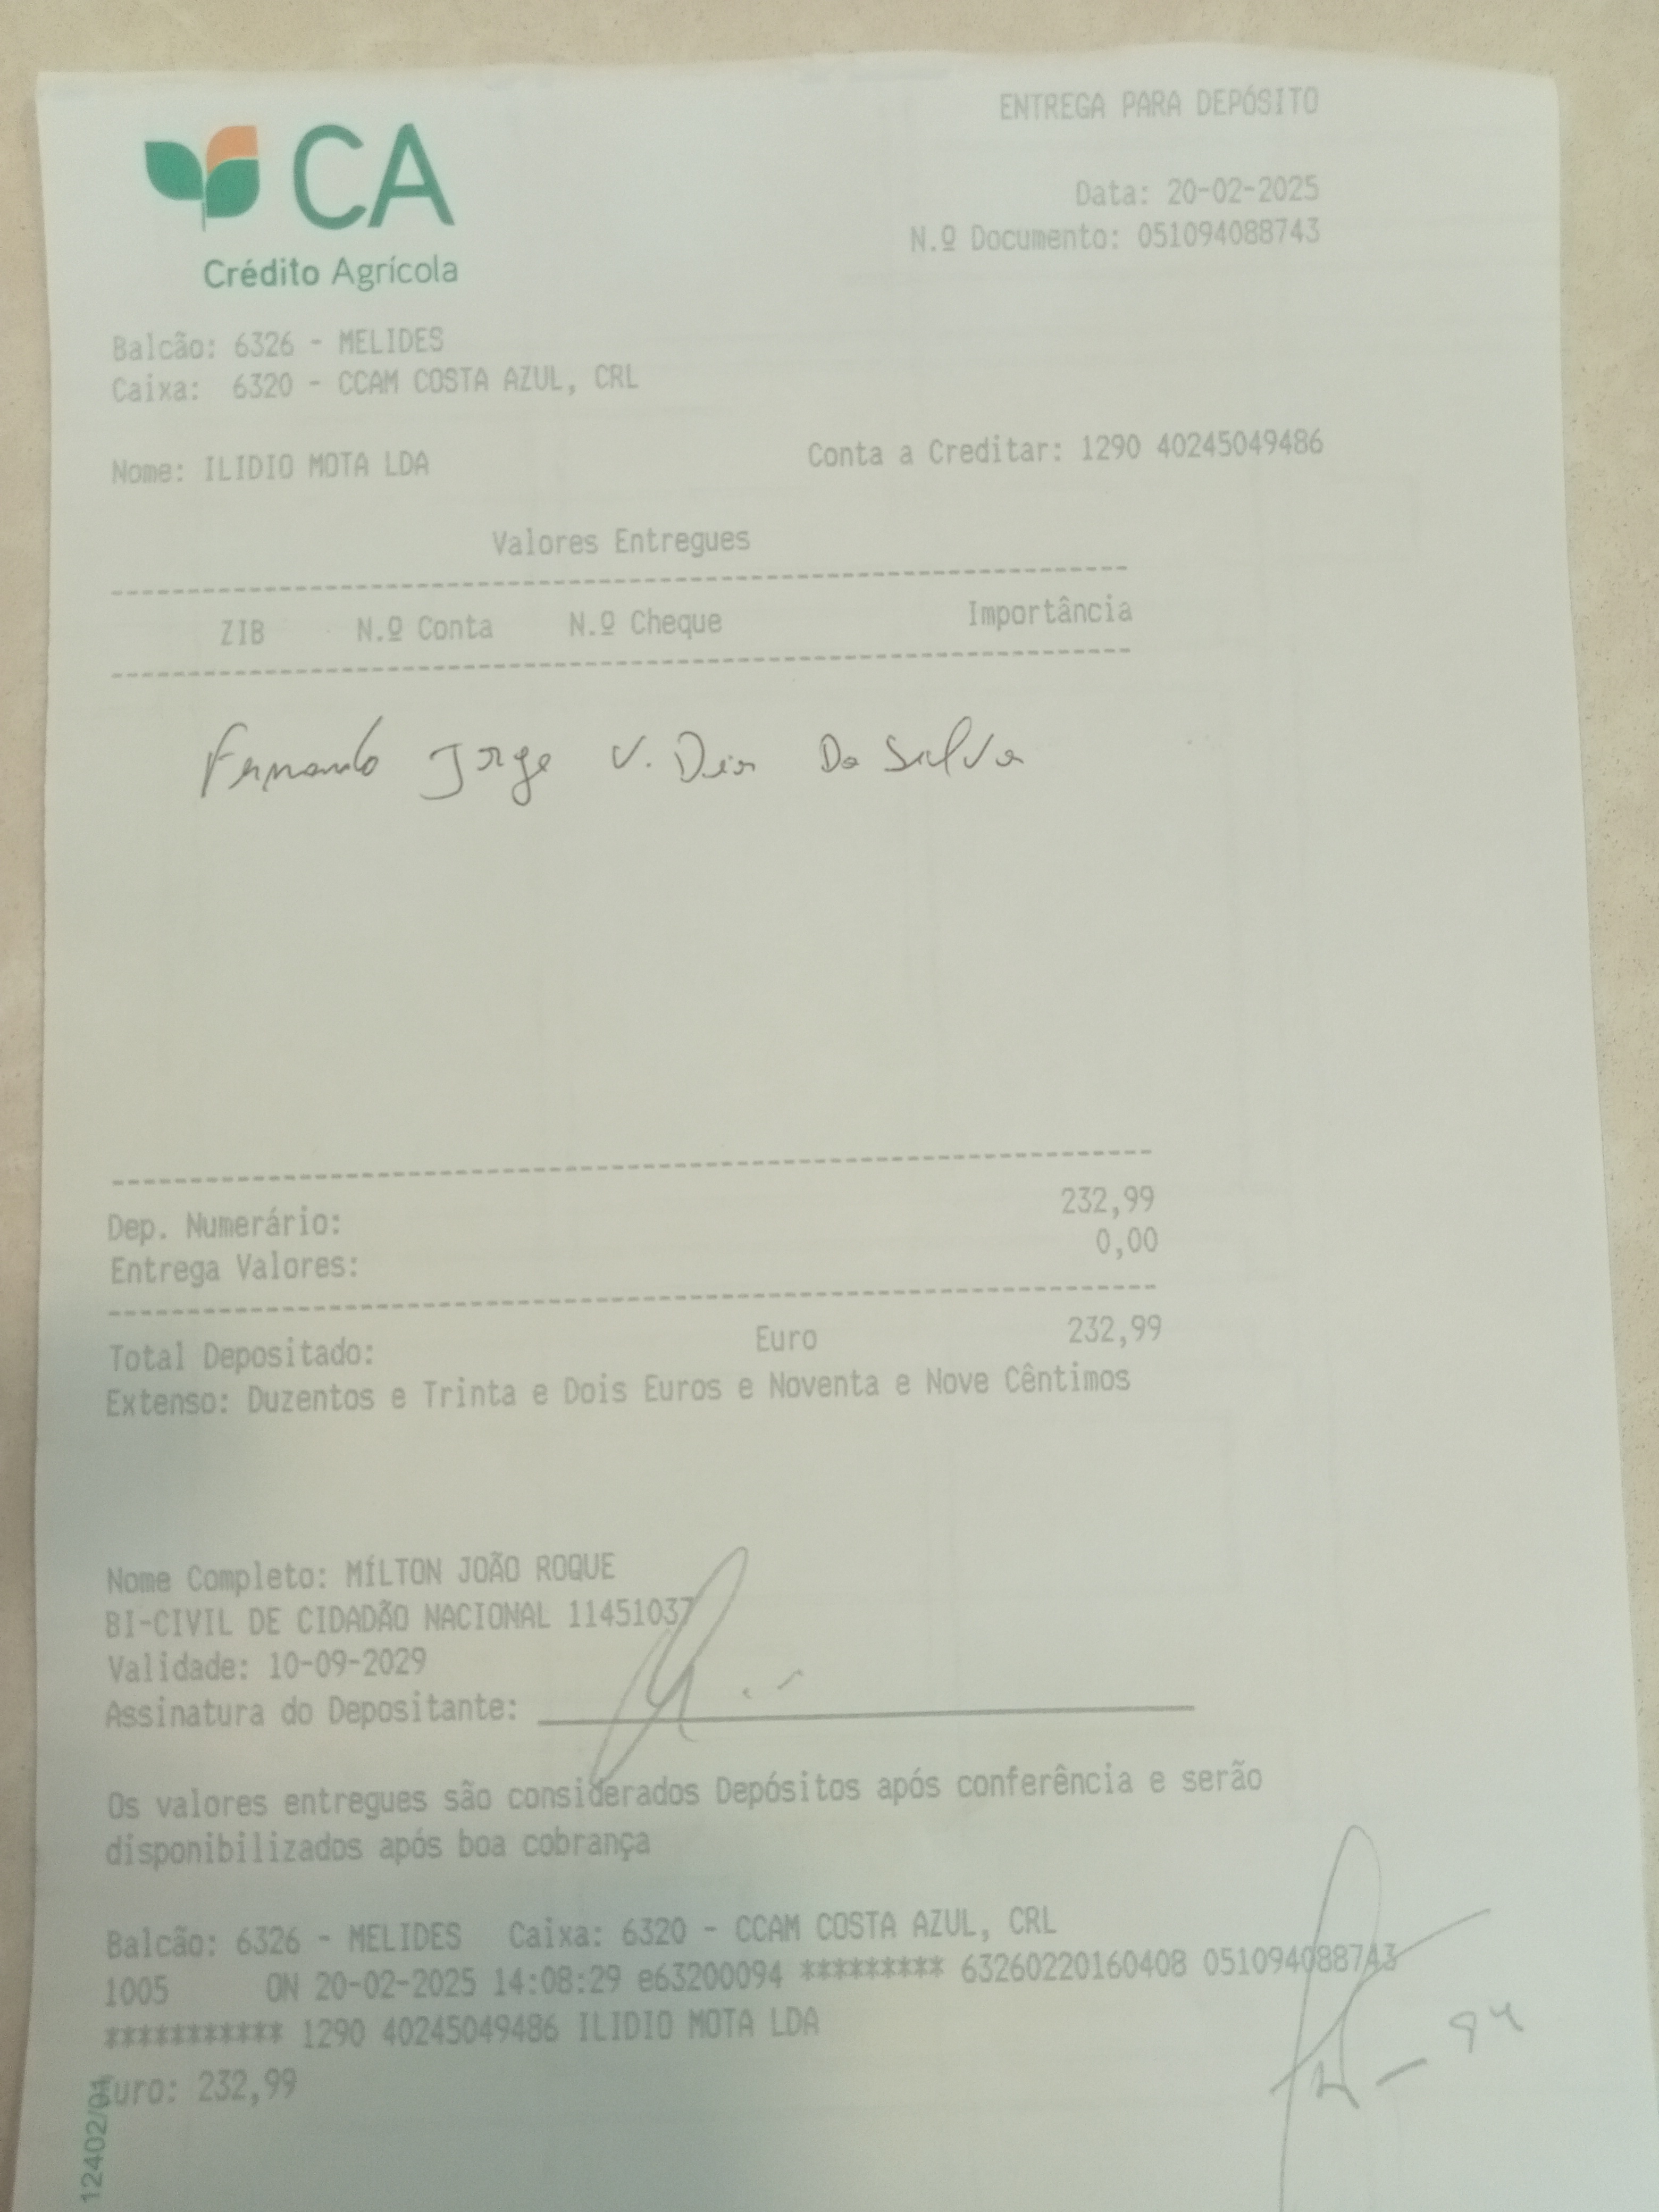 CA
Crédito Agrícola
ENTREGA PARA DEPÓSITO
Data: 20-02-2025
N.º Documento: 051094088743
Balcão: 6326 - MELIDES
Caixa: 6320 - CCAM COSTA AZUL, CRL
Nome: ILIDIO MOTA LDA Conta a Creditar: 1290 40245049486
Valores Entregues
ZIB N.º Conta N.º Cheque Importância
Fernando Jorge V. Dias Da Silva
Dep. Numerário: 232,99
Entrega Valores: 0,00
Total Depositado: Euro 232,99
Extenso: Duzentos e Trinta e Dois Euros e Noventa e Nove Cêntimos
Nome Completo: MÍLTON JOÃO ROQUE
BI-CIVIL DE CIDADÃO NACIONAL 11451037
Validade: 10-09-2029
Assinatura do Depositante:
Os valores entregues são considerados Depósitos após conferência e serão
disponibilizados após boa cobrança
Balcão: 6326 - MELIDES Caixa: 6320 - CCAM COSTA AZUL, CRL
1005 ON 20-02-2025 14:08:29 e63200094 ********* 63260220160408 051094088743
*********** 1290 40245049486 ILIDIO MOTA LDA
Euro: 232,99
12402/01